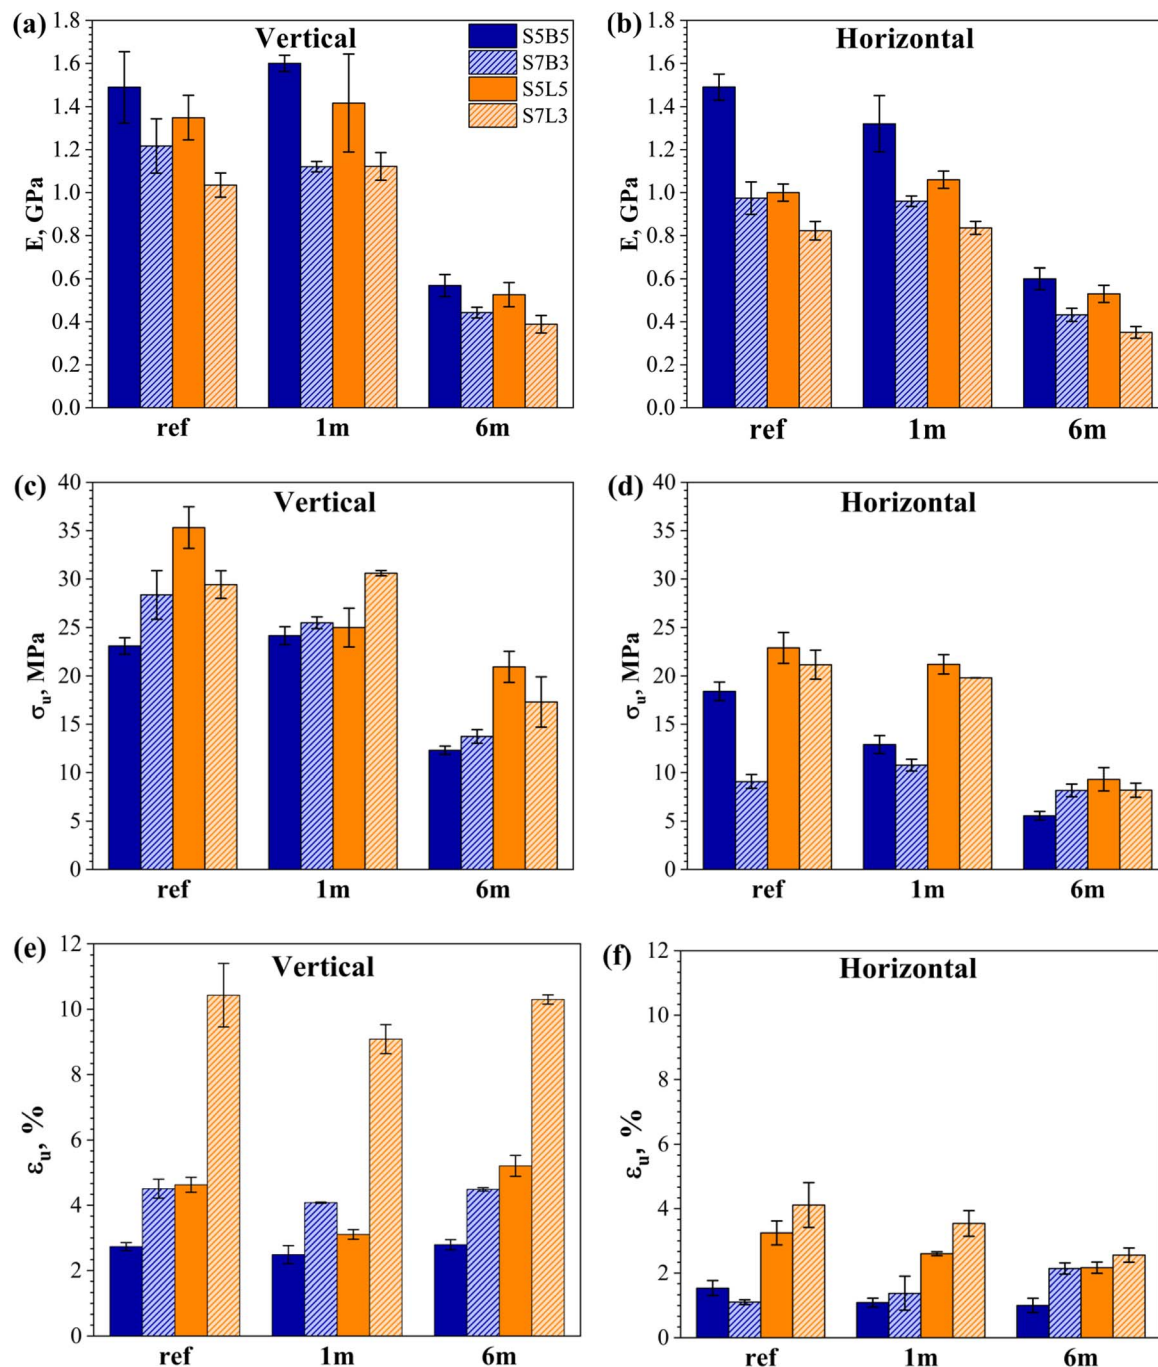 (a)
Vertical
S5B5
S7B3
S5L5
S7L3
E, GPa
1.8
1.6
1.4
1.2
1.0
0.8
0.6
0.4
0.2
0.0
ref 1m 6m
(b)
Horizontal
E, GPa
1.8
1.6
1.4
1.2
1.0
0.8
0.6
0.4
0.2
0.0
ref 1m 6m
(c)
Vertical
σu, MPa
40
35
30
25
20
15
10
5
0
ref 1m 6m
(d)
Horizontal
σu, MPa
40
35
30
25
20
15
10
5
0
ref 1m 6m
(e)
Vertical
εu, %
12
10
8
6
4
2
0
ref 1m 6m
(f)
Horizontal
εu, %
12
10
8
6
4
2
0
ref 1m 6m